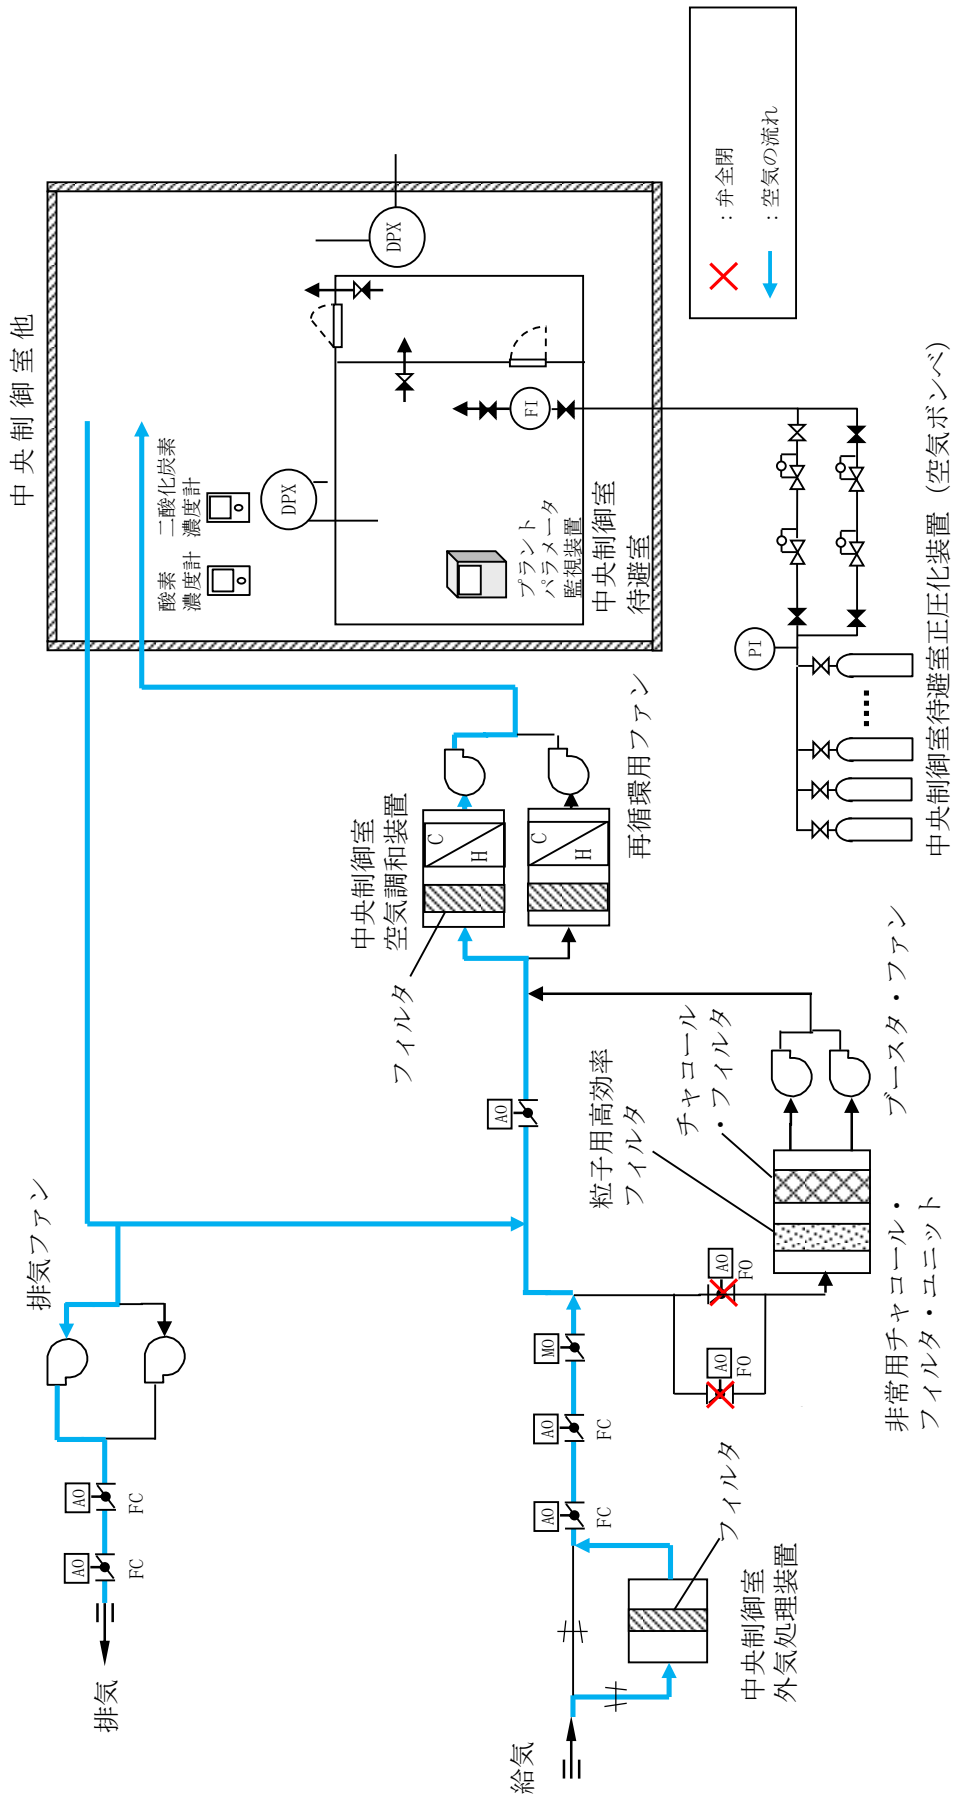 中央制御室他
酸素
濃度計
二酸化炭素
濃度計
DPX
DPX
FI
プラント
パラメータ
監視装置
中央制御室
待避室
：弁全閉
：空気の流れ
排気ファン
排気
AO
FC
AO
FC
中央制御室
空気調和装置
フィルタ
C
H
C
H
再循環用ファン
AO
給気
AO
FC
AO
FC
MO
フィルタ
中央制御室
外気処理装置
AO
FO
AO
FO
粒子用高効率
フィルタ
チャコール
・フィルタ
ブースタ・ファン
非常用チャコール・
フィルタ・ユニット
PI
中央制御室待避室正圧化装置（空気ボンベ）